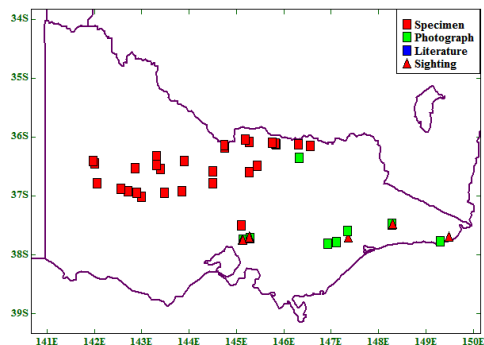 34S
Specimen
Photograph
Literature
Sighting
35S
36S
37S
38S
39S
141E 142E 143E 144E 145E 146E 147E 148E 149E 150E